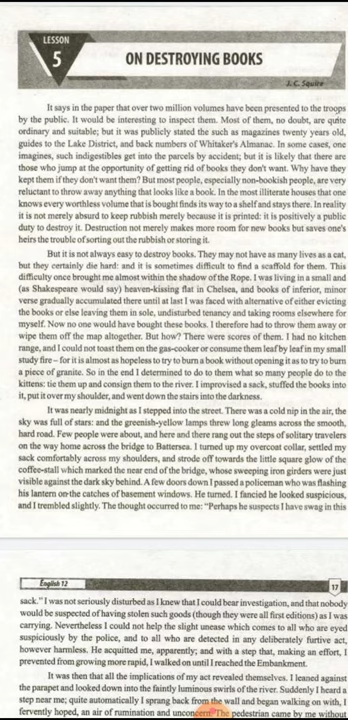 LESSON
5
ON DESTROYING BOOKS
J. C. Squire
It says in the paper that over two million volumes have been presented to the troops
by the public. It would be interesting to inspect them. Most of them, no doubt, are quite
ordinary and suitable; but it was publicly stated the such as magazines twenty years old,
guides to the Lake District, and back numbers of Whitaker's Almanac. In some cases, one
imagines, such indigestibles get into the parcels by accident; but it is likely that there are
those who jump at the opportunity of getting rid of books they don't want. Why have they
kept them if they don't want them? But most people, especially non-bookish people, are very
reluctant to throw away anything that looks like a book. In the most illiterate houses that one
knows every worthless volume that is bought finds its way to a shelf and stays there. In reality
it is not merely absurd to keep rubbish merely because it is printed: it is positively a public
duty to destroy it. Destruction not merely makes more room for new books but saves one's
heirs the trouble of sorting out the rubbish or storing it.
But it is not always easy to destroy books. They may not have as many lives as a cat,
but they certainly die hard: and it is sometimes difficult to find a scaffold for them. This
difficulty once brought me almost within the shadow of the Rope. I was living in a small and
(as Shakespeare would say) heaven-kissing flat in Chelsea, and books of inferior, minor
verse gradually accumulated there until at last I was faced with alternative of either evicting
the books or else leaving them in sole, undisturbed tenancy and taking rooms elsewhere for
myself. Now no one would have bought these books. I therefore had to throw them away or
wipe them off the map altogether. But how? There were scores of them. I had no kitchen
range, and I could not toast them on the gas-cooker or consume them leaf by leaf in my small
study fire – for it is almost as hopeless to try to burn a book without opening it as to try to burn
a piece of granite. So in the end I determined to do to them what so many people do to the
kittens: tie them up and consign them to the river. I improvised a sack, stuffed the books into
it, put it over my shoulder, and went down the stairs into the darkness.
It was nearly midnight as I stepped into the street. There was a cold nip in the air, the
sky was full of stars: and the greenish-yellow lamps threw long gleams across the smooth,
hard road. Few people were about, and here and there rang out the steps of solitary travelers
on the way home across the bridge to Battersea. I turned up my overcoat collar, settled my
sack comfortably across my shoulders, and strode off towards the little square glow of the
coffee-stall which marked the near end of the bridge, whose sweeping iron girders were just
visible against the dark sky behind. A few doors down I passed a policeman who was flashing
his lantern on the catches of basement windows. He turned. I fancied he looked suspicious,
and I trembled slightly. The thought occurred to me: "Perhaps he suspects I have swag in this
English 12
17
sack." I was not seriously disturbed as I knew that I could bear investigation, and that nobody
would be suspected of having stolen such goods (though they were all first editions) as I was
carrying. Nevertheless I could not help the slight unease which comes to all who are eyed
suspiciously by the police, and to all who are detected in any deliberately furtive act,
however harmless. He acquitted me, apparently; and with a step that, making an effort, I
prevented from growing more rapid, I walked on until I reached the Embankment.
It was then that all the implications of my act revealed themselves. I leaned against
the parapet and looked down into the faintly luminous swirls of the river. Suddenly I heard a
step near me; quite automatically I sprang back from the wall and began walking on with, I
fervently hoped, an air of rumination and unconcern. The pedestrian came by me without